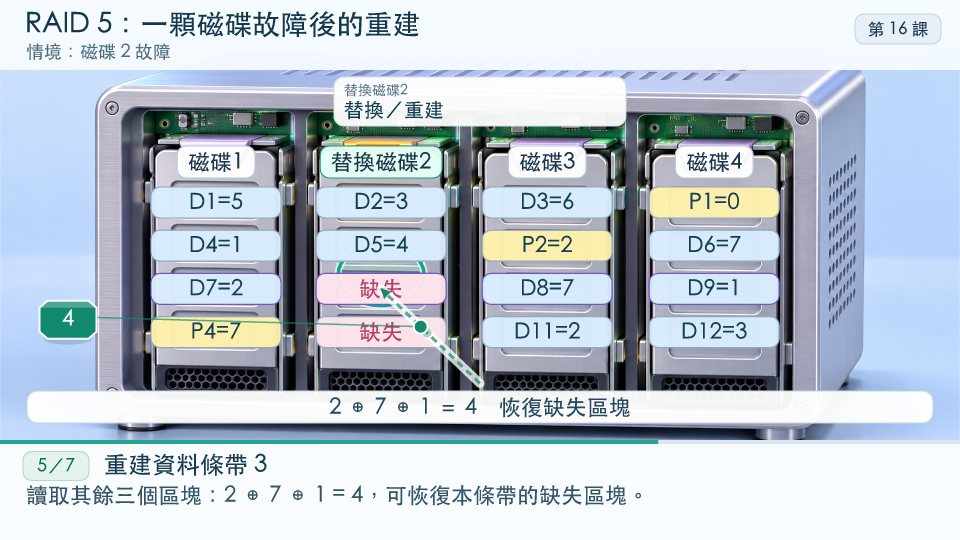 RAID 5：一顆磁碟故障後的重建
情境：磁碟 2 故障
第 16 課
替換磁碟2
替換／重建
磁碟1
替換磁碟2
磁碟3
磁碟4
D1=5
D2=3
D3=6
P1=0
D4=1
D5=4
P2=2
D6=7
D7=2
缺失
D8=7
D9=1
4
P4=7
缺失
D11=2
D12=3
2 ⊕ 7 ⊕ 1 = 4 恢復缺失區塊
5／7
重建資料條帶 3
讀取其餘三個區塊：2 ⊕ 7 ⊕ 1 = 4，可恢復本條帶的缺失區塊。